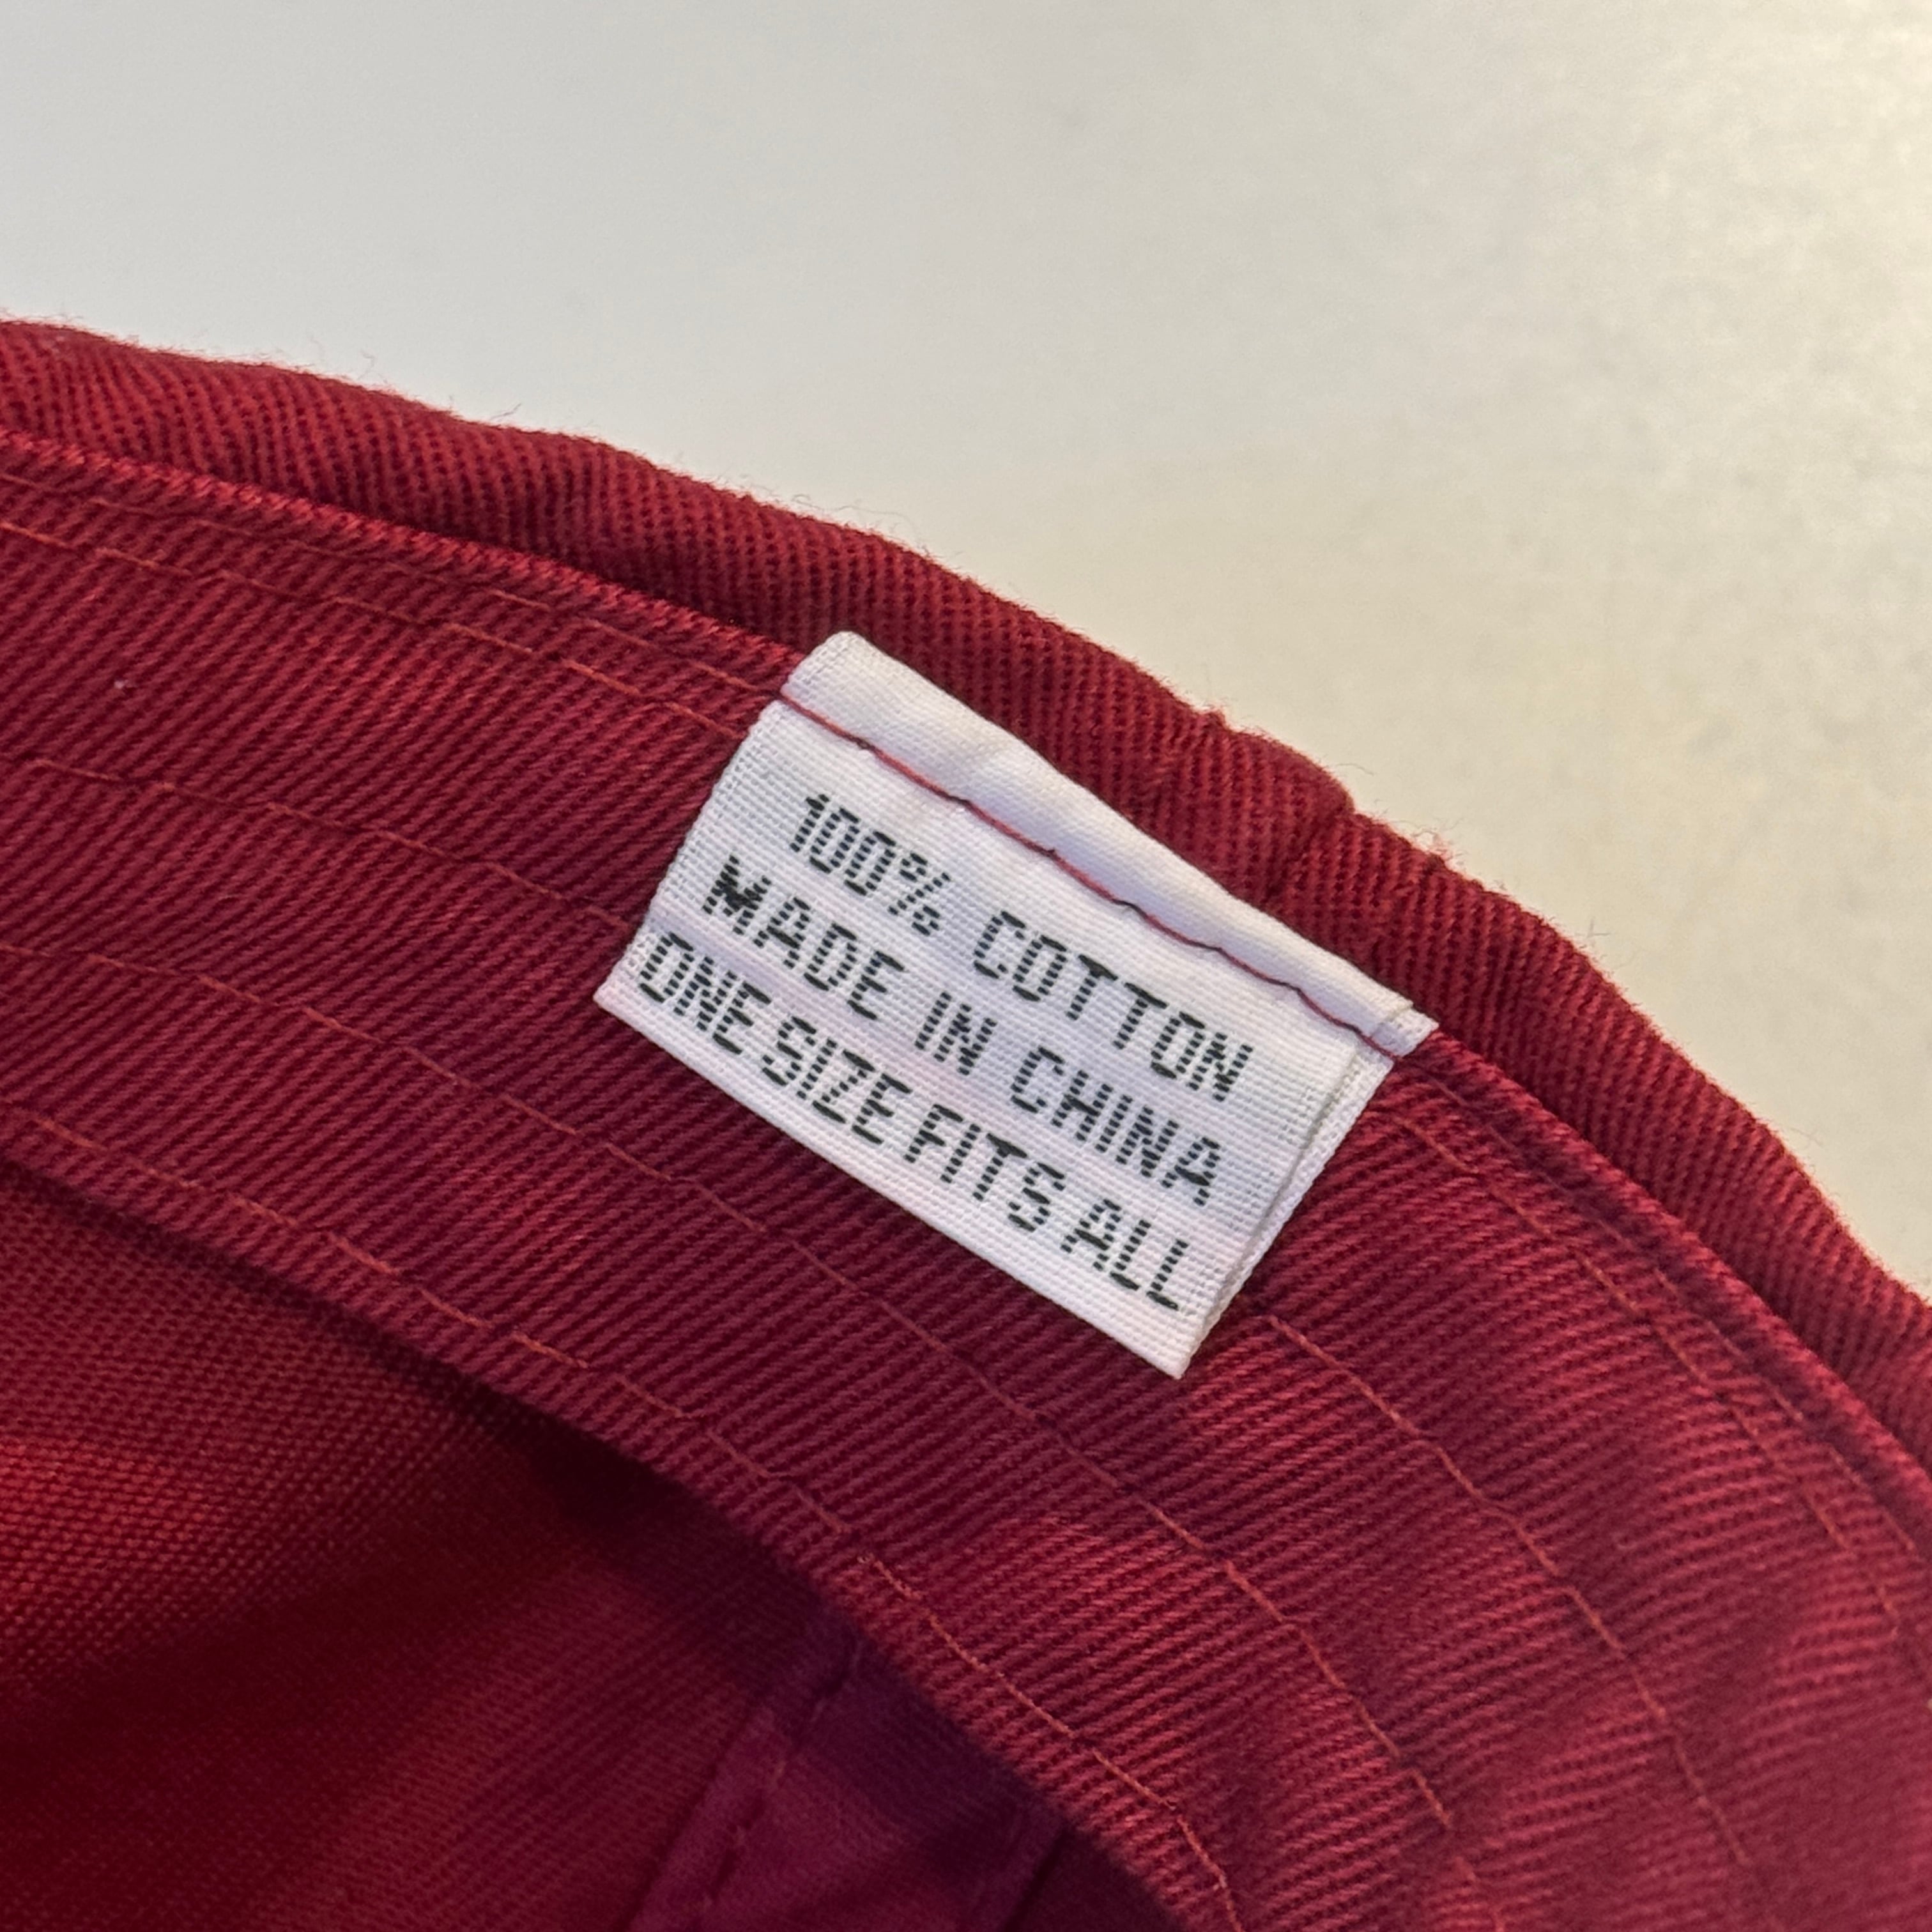 100% COTTON
MADE IN CHINA
ONE SIZE FITS ALL